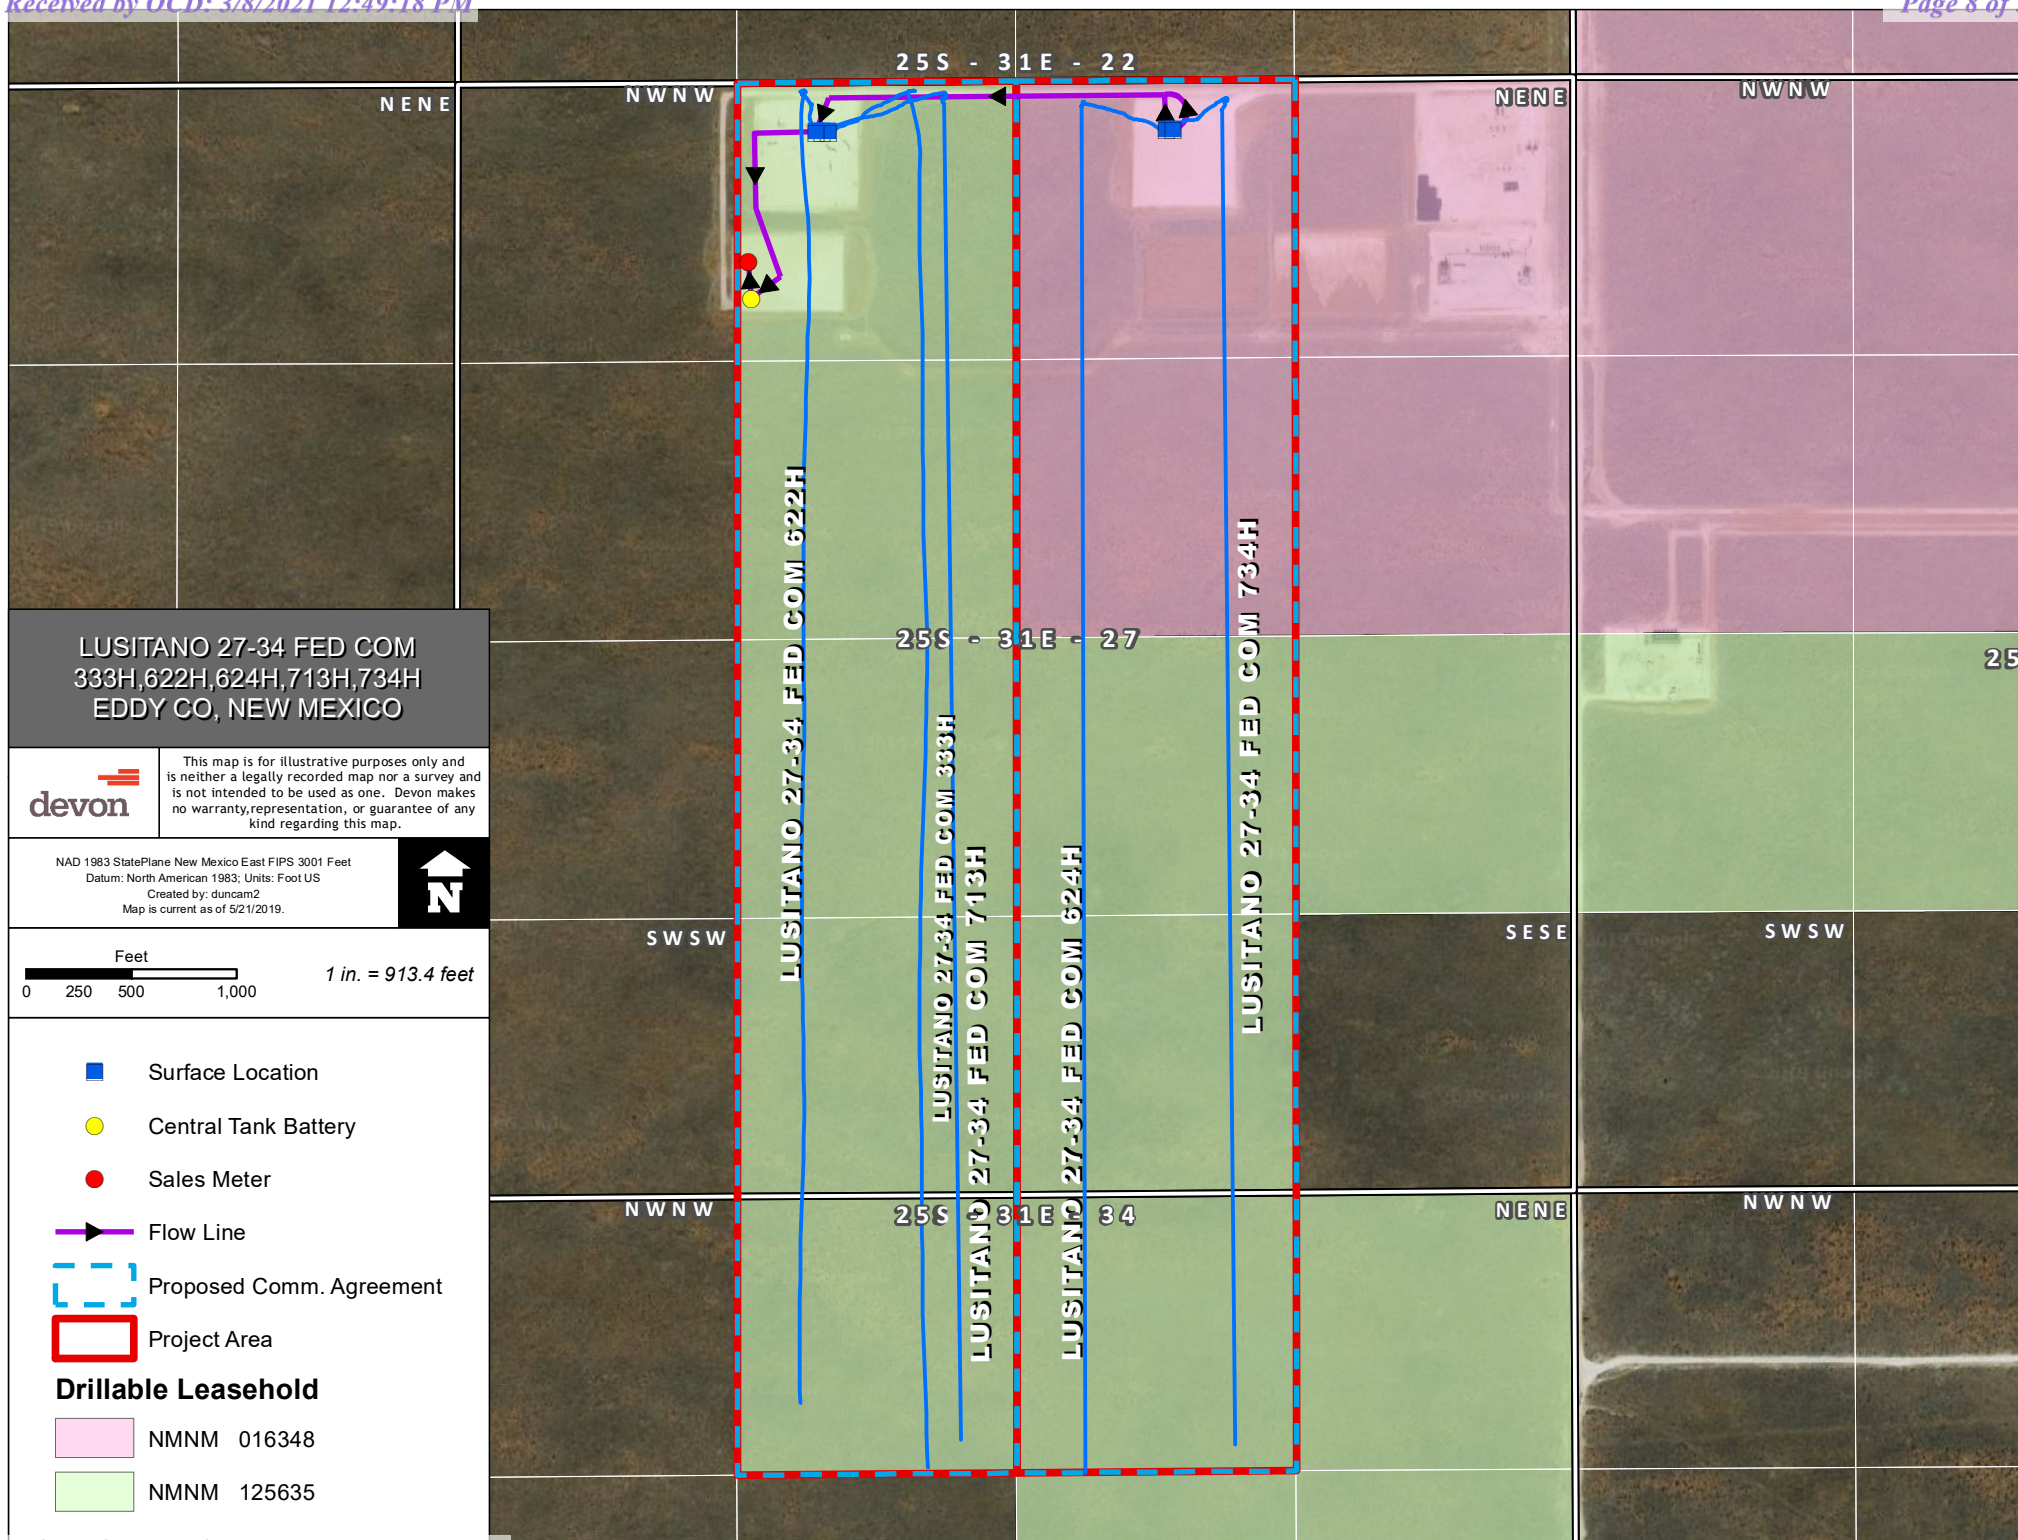 Received by OCD: 3/8/2021 12:49:18 PM
Page 8 of
25S - 31E - 22
NENE
NWNW
NENE
NWNW
LUSITANO 27-34 FED COM 622H
LUSITANO 27-34 FED COM 333H
LUSITANO 27-34 FED COM 713H
LUSITANO 27-34 FED COM 624H
LUSITANO 27-34 FED COM 734H
25S - 31E - 27
25
SWSW
SESE
SWSW
NWNW
25S - 31E - 34
NENE
NWNW
LUSITANO 27-34 FED COM
333H,622H,624H,713H,734H
EDDY CO, NEW MEXICO
devon
This map is for illustrative purposes only and
is neither a legally recorded map nor a survey and
is not intended to be used as one. Devon makes
no warranty,representation, or guarantee of any
kind regarding this map.
NAD 1983 StatePlane New Mexico East FIPS 3001 Feet
Datum: North American 1983; Units: Foot US
Created by: duncam2
Map is current as of 5/21/2019.
N
Feet
0 250 500 1,000
1 in. = 913.4 feet
Surface Location
Central Tank Battery
Sales Meter
Flow Line
Proposed Comm. Agreement
Project Area
Drillable Leasehold
NMNM 016348
NMNM 125635